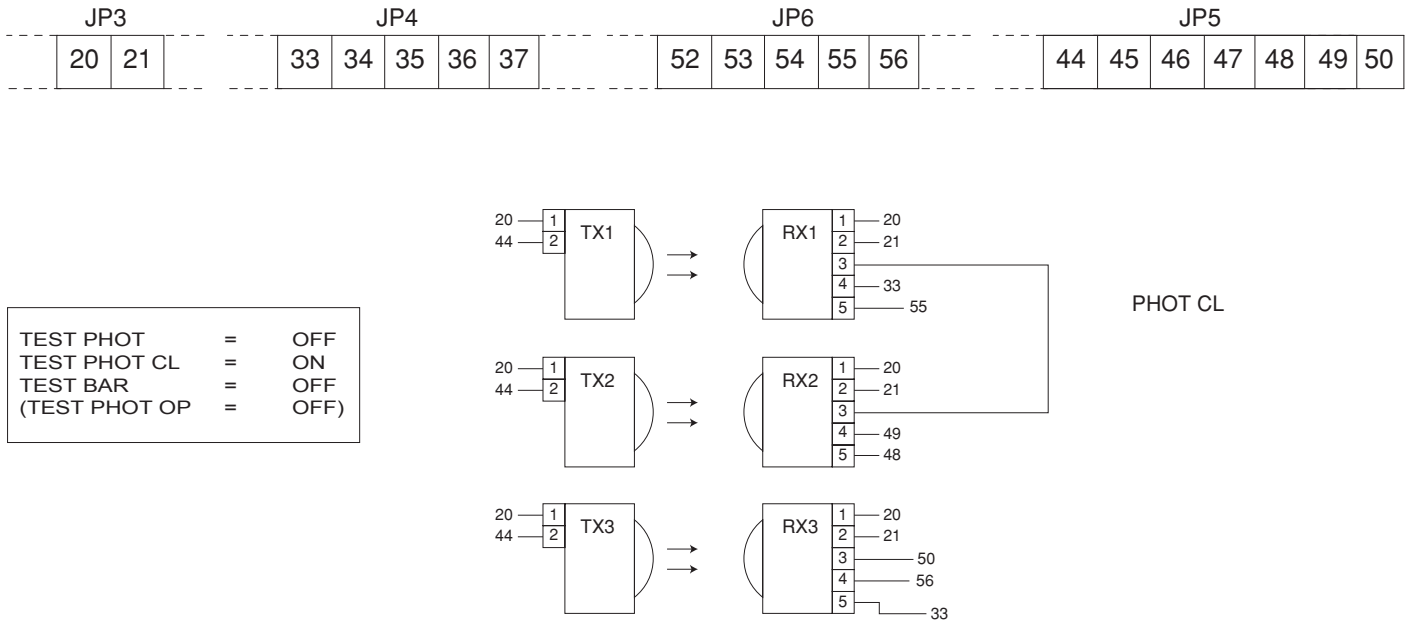 JP3 JP4 JP6 JP5
20 21 33 34 35 36 37 52 53 54 55 56 44 45 46 47 48 49 50
20 1 TX1 RX1 1 20
44 2 2 21
3
4 33
5 55
PHOT CL
TEST PHOT = OFF
TEST PHOT CL = ON
TEST BAR = OFF
(TEST PHOT OP = OFF)
20 1 TX2 RX2 1 20
44 2 2 21
3
4 49
5 48
20 1 TX3 RX3 1 20
44 2 2 21
3 50
4 56
5 33